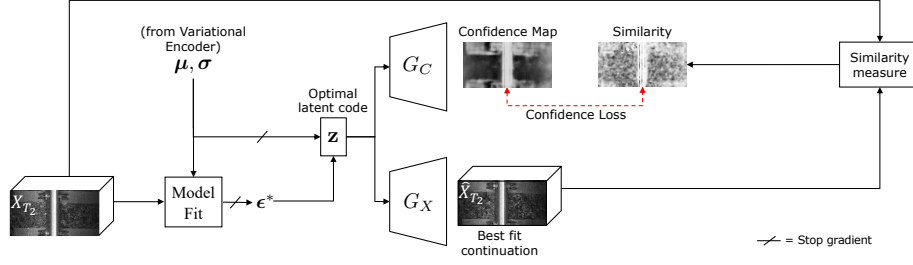 (from Variational
Encoder)
μ, σ
Confidence Map
Similarity
G_C
Similarity
measure
Optimal
latent code
z
Confidence Loss
X_{T_2}
Model
Fit
ϵ*
G_X
X̂_{T_2}
Best fit
continuation
= Stop gradient